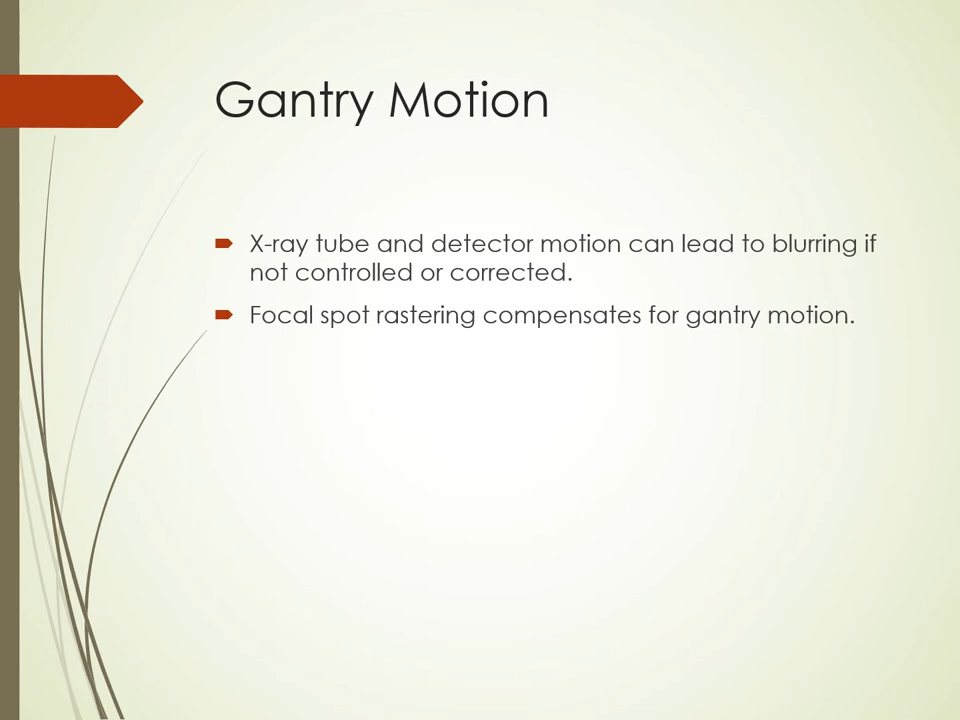 Gantry Motion
X-ray tube and detector motion can lead to blurring if
not controlled or corrected.
Focal spot rastering compensates for gantry motion.